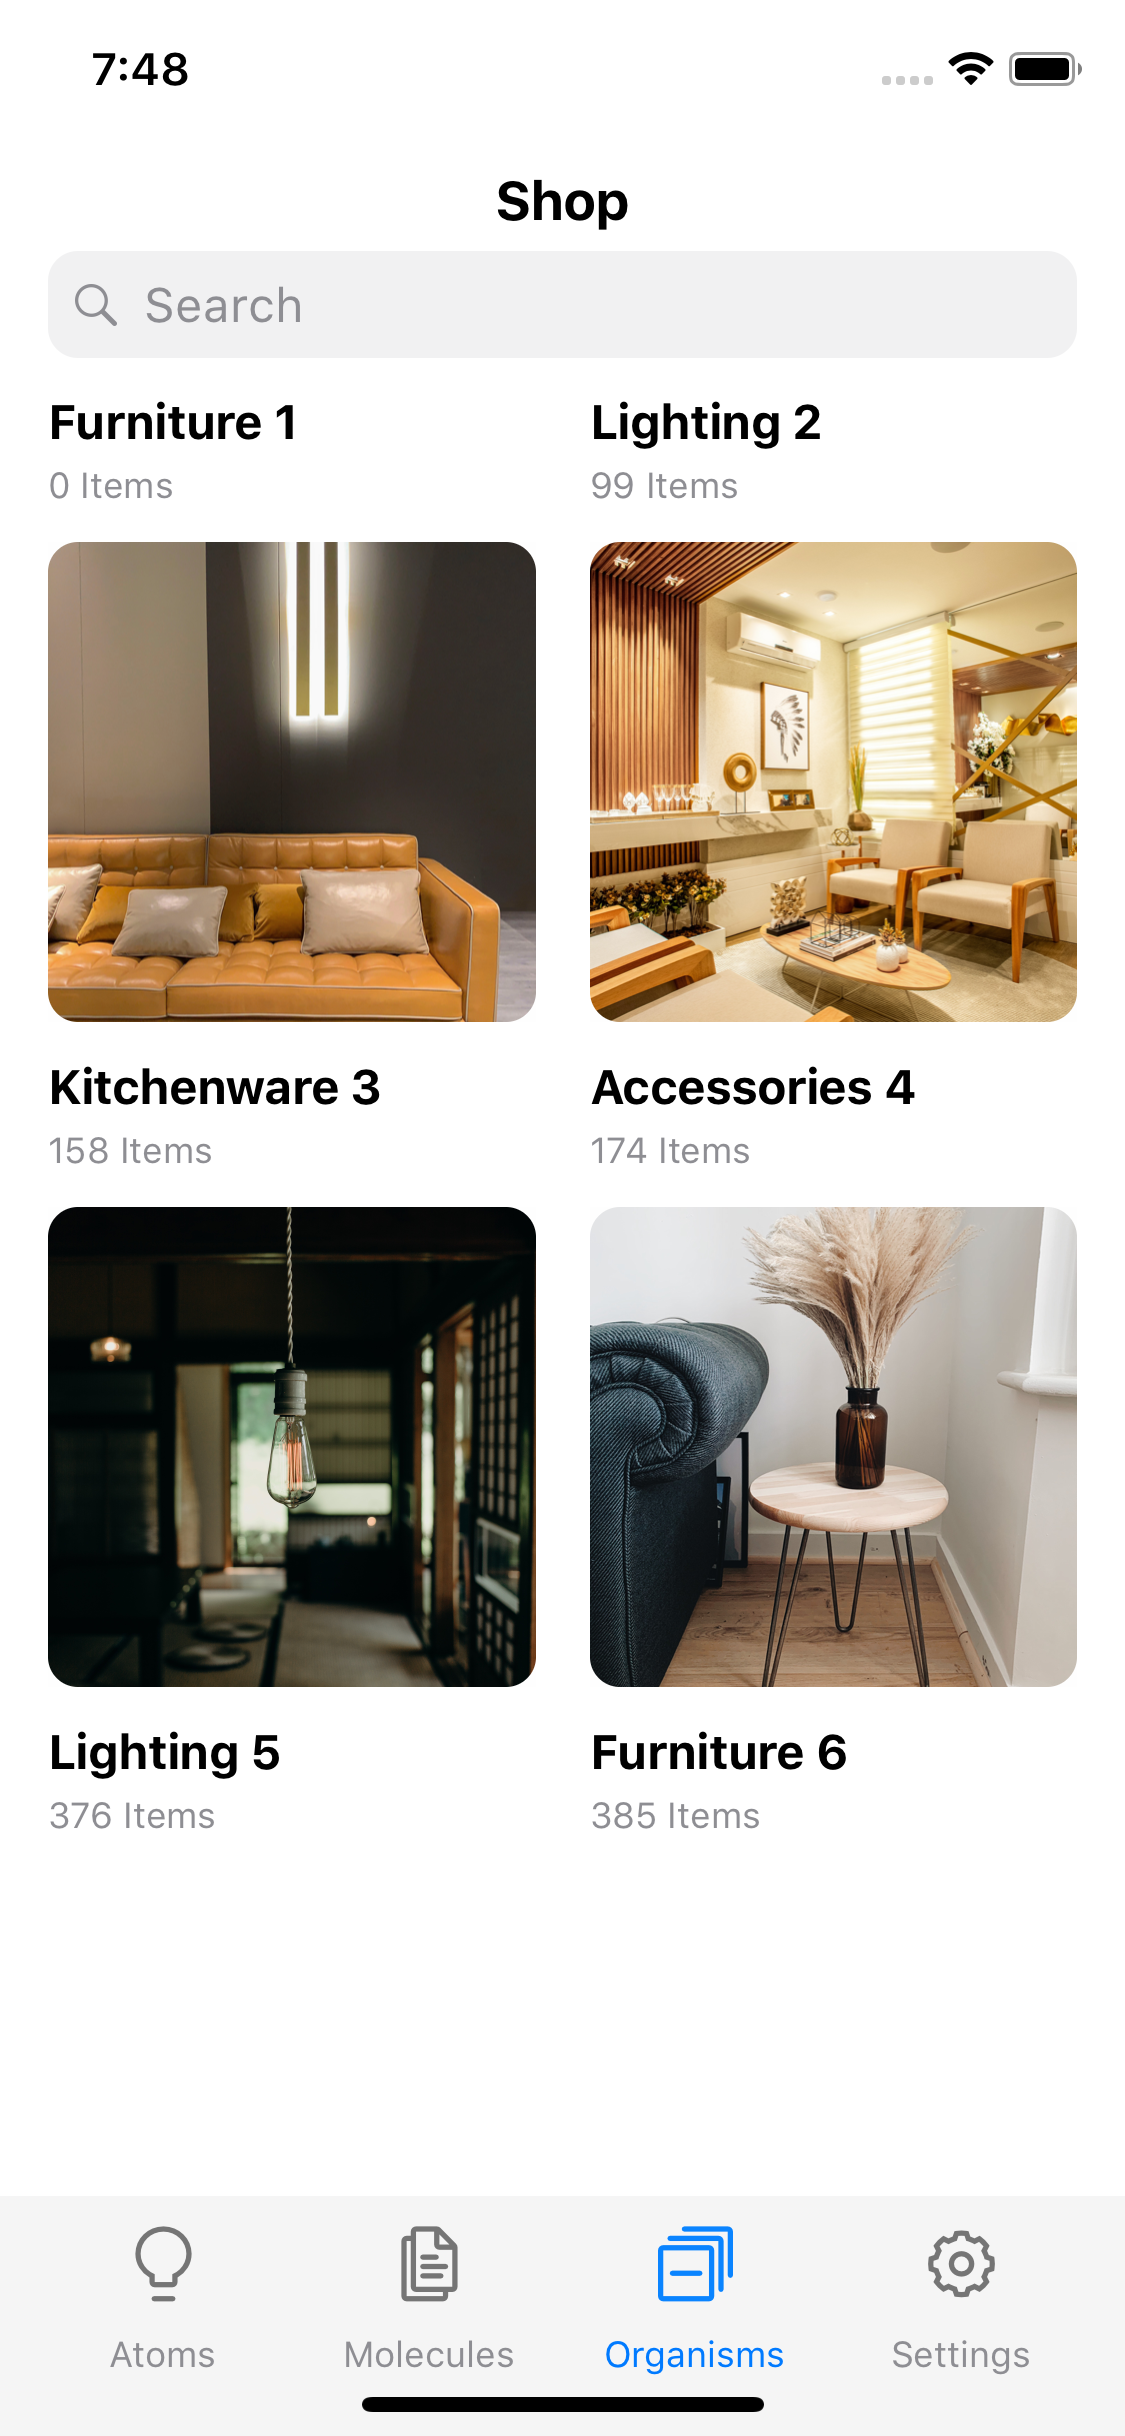 7:48
Shop
Search
Furniture 1
0 Items
Lighting 2
99 Items
Kitchenware 3
158 Items
Accessories 4
174 Items
Lighting 5
376 Items
Furniture 6
385 Items
Atoms
Molecules
Organisms
Settings